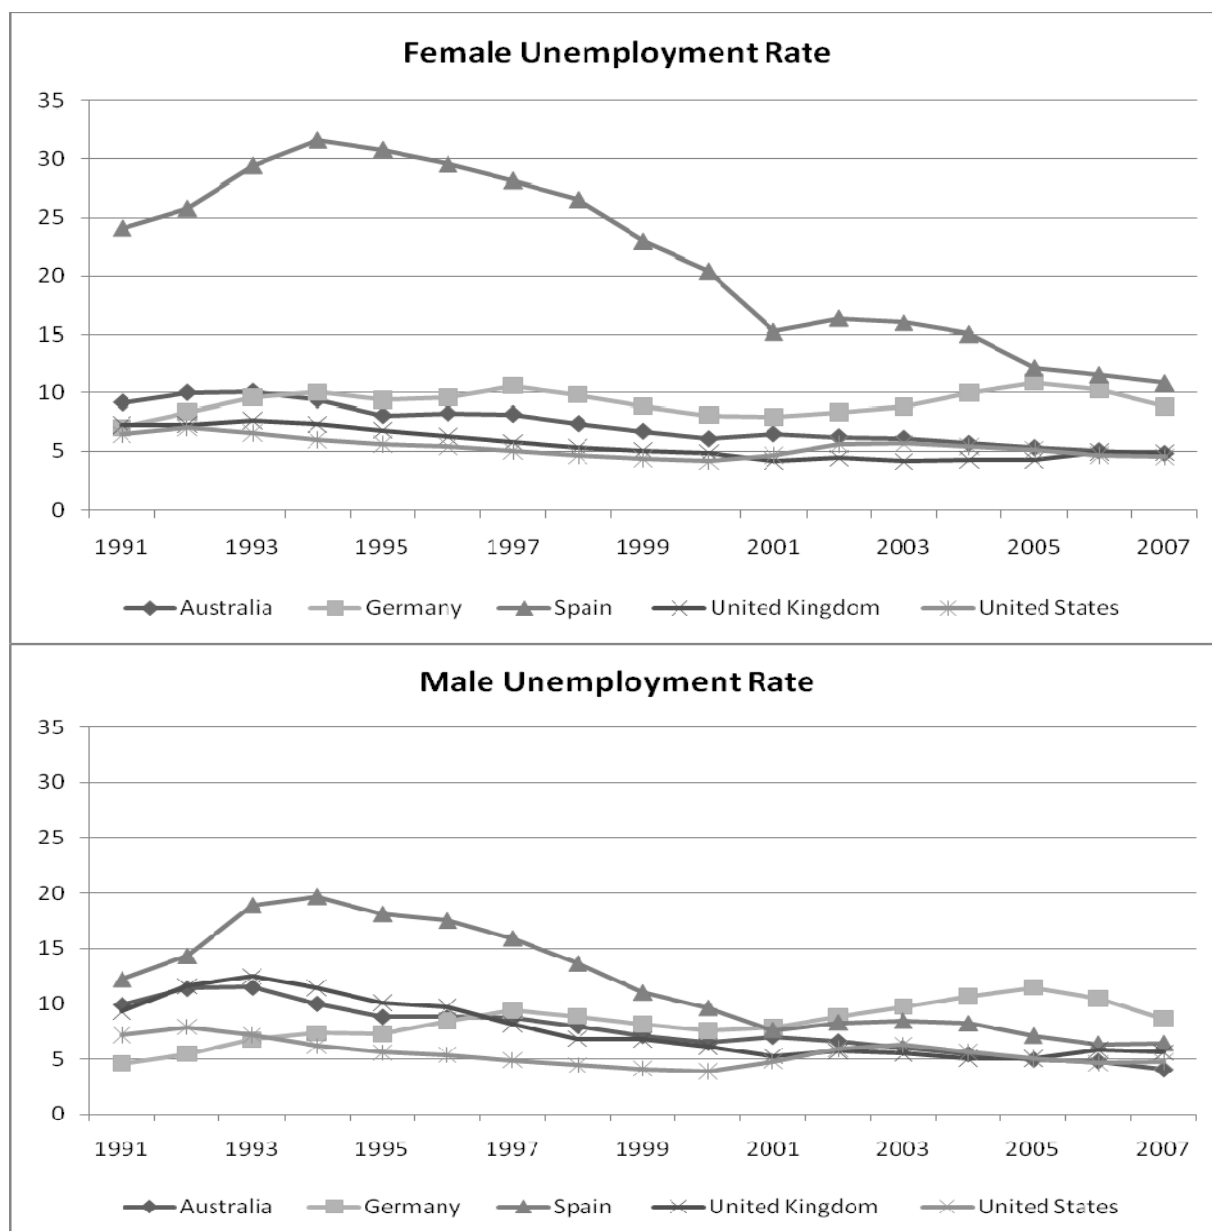 Female Unemployment Rate
35
30
25
20
15
10
5
0
1991 1993 1995 1997 1999 2001 2003 2005 2007
Australia Germany Spain United Kingdom United States
Male Unemployment Rate
35
30
25
20
15
10
5
0
1991 1993 1995 1997 1999 2001 2003 2005 2007
Australia Germany Spain United Kingdom United States